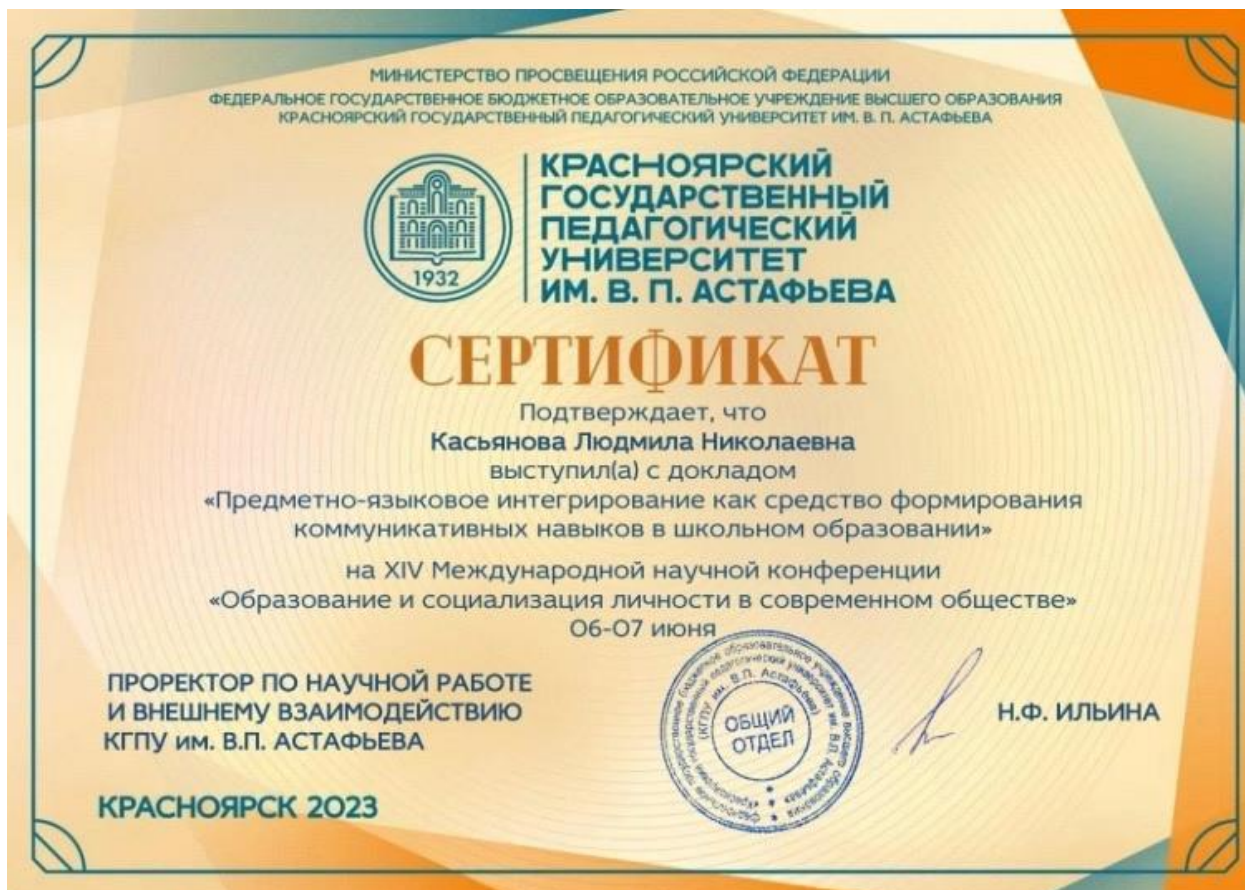 МИНИСТЕРСТВО ПРОСВЕЩЕНИЯ РОССИЙСКОЙ ФЕДЕРАЦИИ
ФЕДЕРАЛЬНОЕ ГОСУДАРСТВЕННОЕ БЮДЖЕТНОЕ ОБРАЗОВАТЕЛЬНОЕ УЧРЕЖДЕНИЕ ВЫСШЕГО ОБРАЗОВАНИЯ
КРАСНОЯРСКИЙ ГОСУДАРСТВЕННЫЙ ПЕДАГОГИЧЕСКИЙ УНИВЕРСИТЕТ ИМ. В. П. АСТАФЬЕВА
1932
КРАСНОЯРСКИЙ
ГОСУДАРСТВЕННЫЙ
ПЕДАГОГИЧЕСКИЙ
УНИВЕРСИТЕТ
ИМ. В. П. АСТАФЬЕВА
СЕРТИФИКАТ
Подтверждает, что
Касьянова Людмила Николаевна
выступил(а) с докладом
«Предметно-языковое интегрирование как средство формирования
коммуникативных навыков в школьном образовании»
на XIV Международной научной конференции
«Образование и социализация личности в современном обществе»
06-07 июня
ПРОРЕКТОР ПО НАУЧНОЙ РАБОТЕ
И ВНЕШНЕМУ ВЗАИМОДЕЙСТВИЮ
КГПУ им. В.П. АСТАФЬЕВА
(КГПУ им. В.П. Астафьева)
ОБЩИЙ
ОТДЕЛ
Н.Ф. ИЛЬИНА
КРАСНОЯРСК 2023